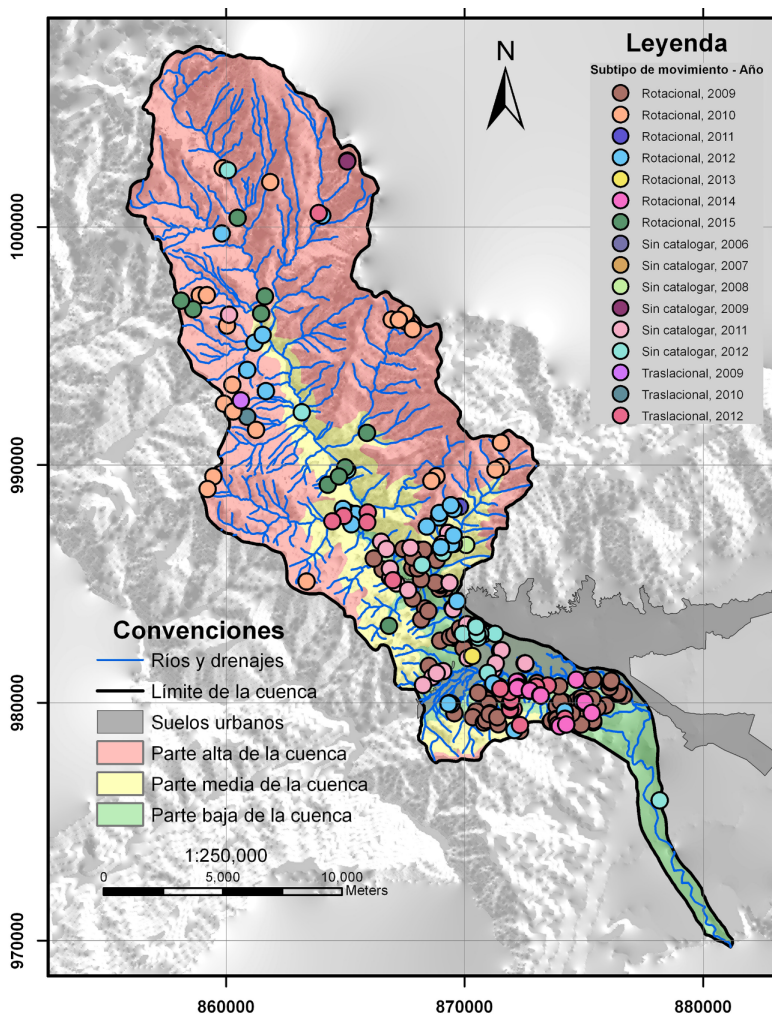 N
Leyenda
Subtipo de movimiento - Año
Rotacional, 2009
Rotacional, 2010
Rotacional, 2011
Rotacional, 2012
Rotacional, 2013
Rotacional, 2014
Rotacional, 2015
Sin catalogar, 2006
Sin catalogar, 2007
Sin catalogar, 2008
Sin catalogar, 2009
Sin catalogar, 2011
Sin catalogar, 2012
Traslacional, 2009
Traslacional, 2010
Traslacional, 2012
1000000
990000
980000
970000
Convenciones
Ríos y drenajes
Límite de la cuenca
Suelos urbanos
Parte alta de la cuenca
Parte media de la cuenca
Parte baja de la cuenca
1:250,000
0 5,000 10,000
Meters
860000 870000 880000